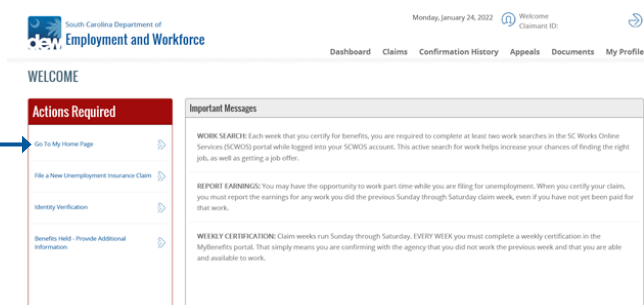 South Carolina Department of
dew Employment and Workforce
Monday, January 24, 2022
Welcome
Claimant ID:
Dashboard Claims Confirmation History Appeals Documents My Profile
WELCOME
Actions Required
Go To My Home Page
File a New Unemployment Insurance Claim
Identity Verification
Benefits Held - Provide Additional
Information
Important Messages
WORK SEARCH: Each week that you certify for benefits, you are required to complete at least two work searches in the SC Works Online
Services (SCWOS) portal while logged into your SCWOS account. This active search for work helps increase your chances of finding the right
job, as well as getting a job offer.
REPORT EARNINGS: You may have the opportunity to work part-time while you are filing for unemployment. When you certify your claim,
you must report the earnings for any work you did the previous Sunday through Saturday claim week, even if you have not yet been paid for
that work.
WEEKLY CERTIFICATION: Claim weeks run Sunday through Saturday. EVERY WEEK you must complete a weekly certification in the
MyBenefits portal. That simply means you are confirming with the agency that you did not work the previous week and that you are able
and available to work.